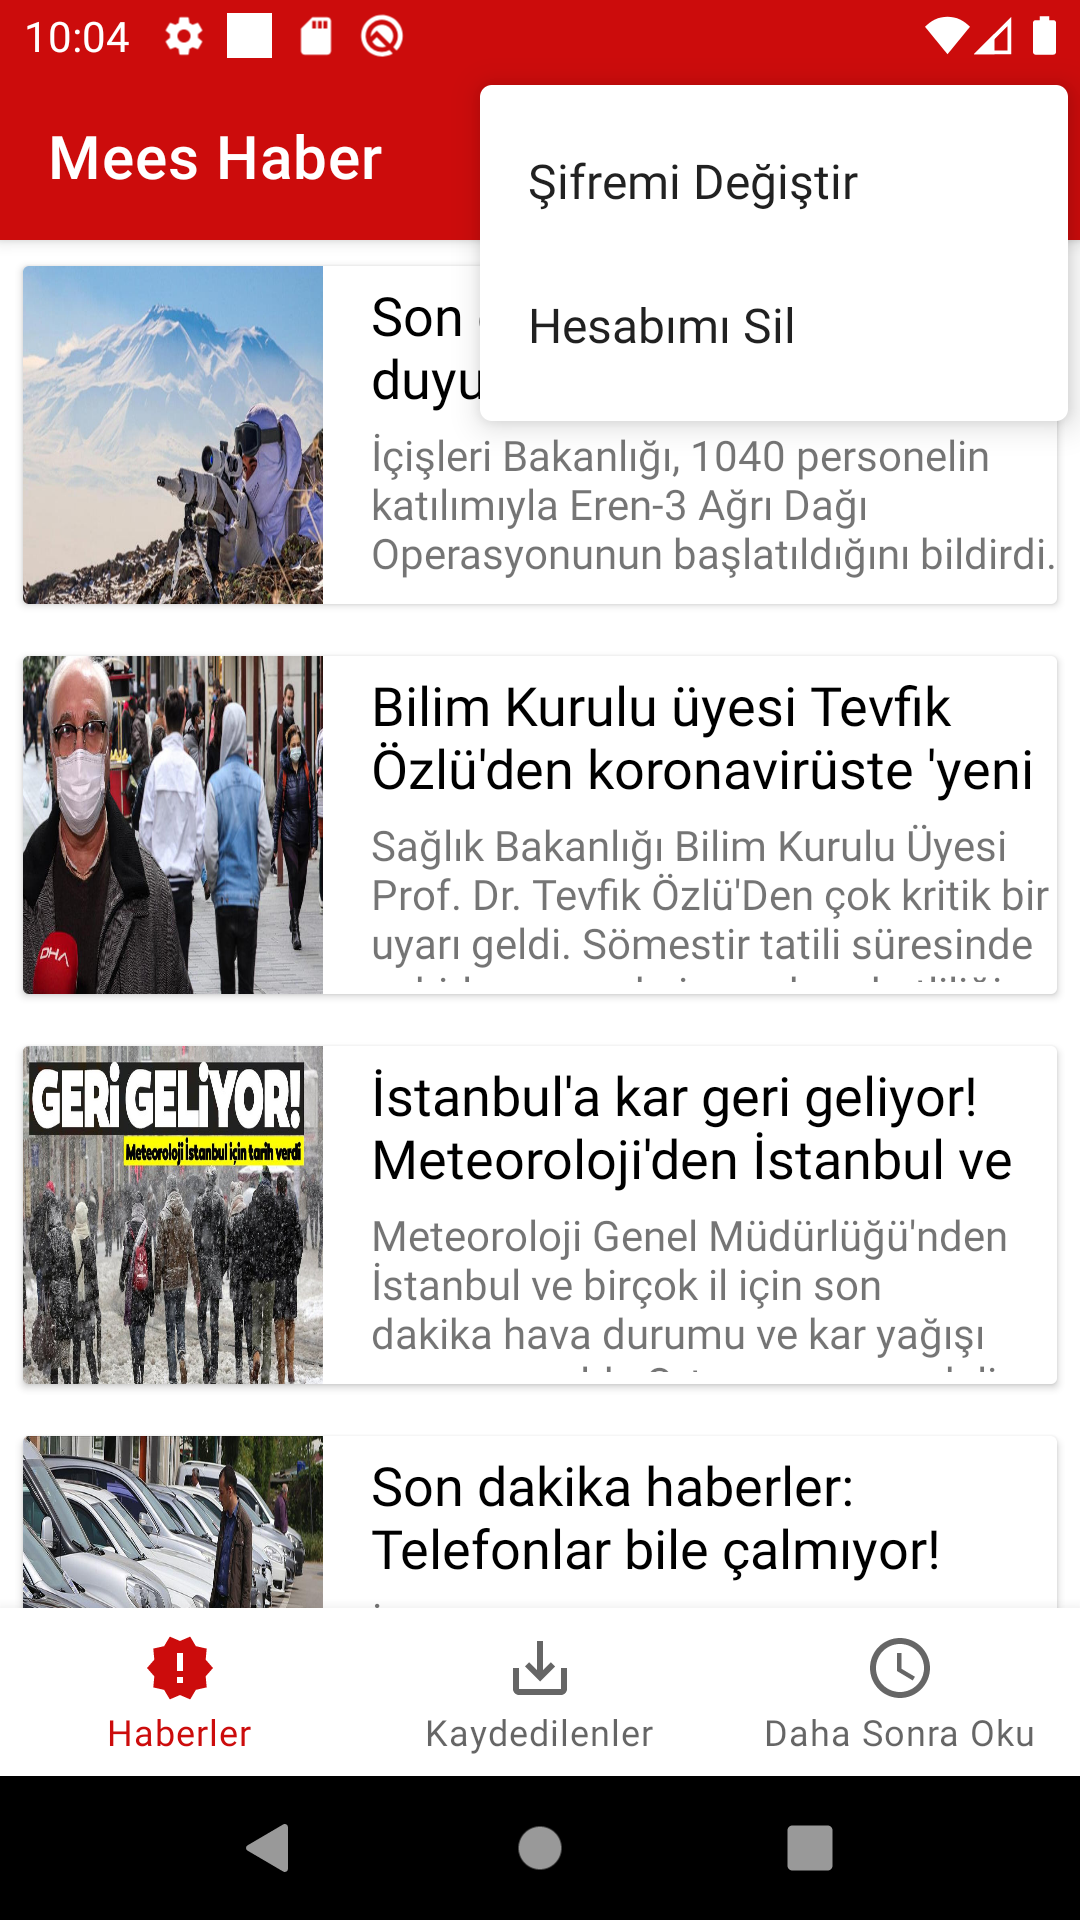 10:04
Mees Haber
Şifremi Değiştir
Hesabımı Sil
Son
duyu
İçişleri Bakanlığı, 1040 personelin
katılımıyla Eren-3 Ağrı Dağı
Operasyonunun başlatıldığını bildirdi.
Bilim Kurulu üyesi Tevfik
Özlü'den koronavirüste 'yeni
Sağlık Bakanlığı Bilim Kurulu Üyesi
Prof. Dr. Tevfik Özlü'Den çok kritik bir
uyarı geldi. Sömestir tatili süresinde
DHA
GERİ GELİYOR!
Meteoroloji İstanbul için tarih verdi
İstanbul'a kar geri geliyor!
Meteoroloji'den İstanbul ve
Meteoroloji Genel Müdürlüğü'nden
İstanbul ve birçok il için son
dakika hava durumu ve kar yağışı
Son dakika haberler:
Telefonlar bile çalmıyor!
Haberler
Kaydedilenler
Daha Sonra Oku